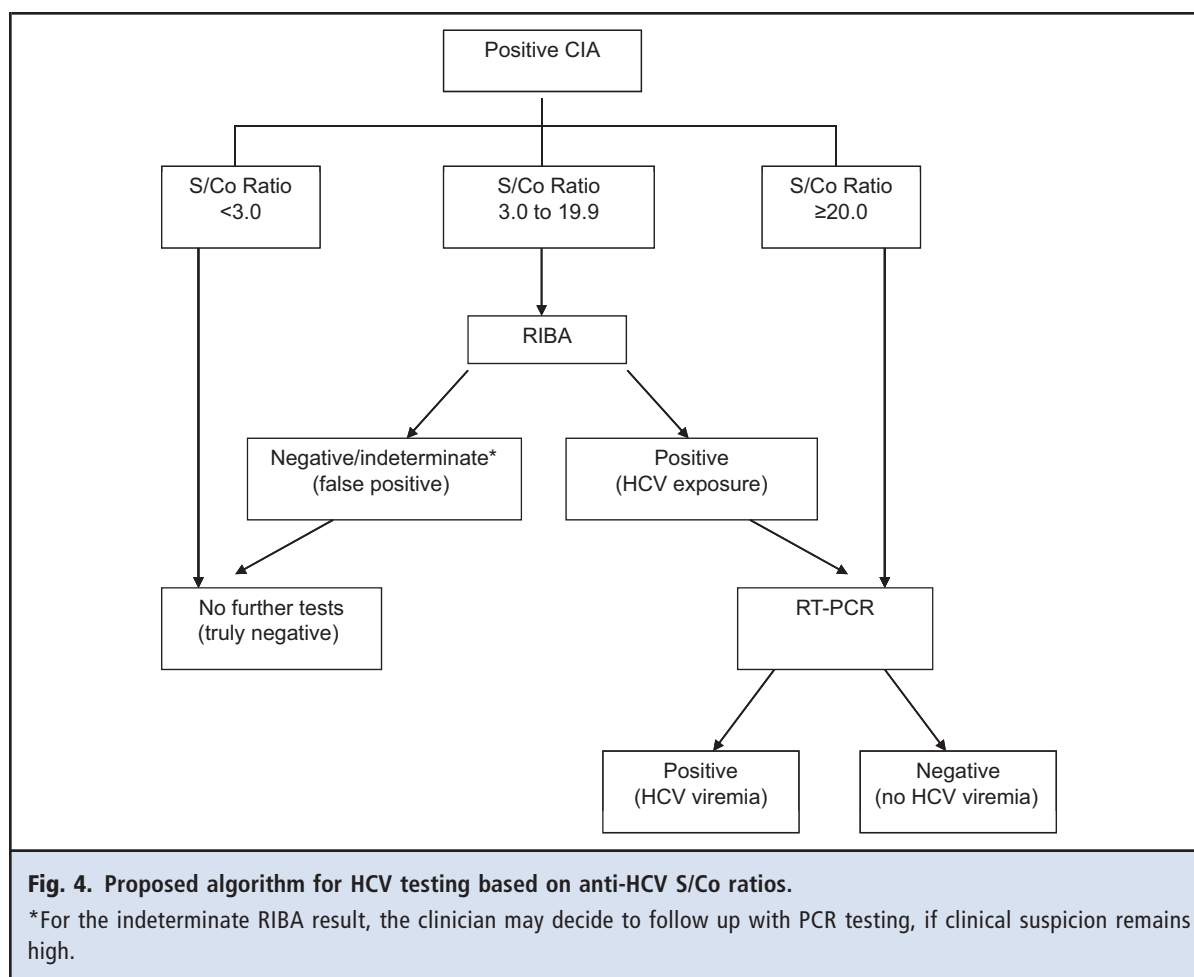 Positive CIA
S/Co Ratio
<3.0
S/Co Ratio
3.0 to 19.9
S/Co Ratio
≥20.0
RIBA
Negative/indeterminate*
(false positive)
Positive
(HCV exposure)
No further tests
(truly negative)
RT-PCR
Positive
(HCV viremia)
Negative
(no HCV viremia)
Fig. 4. Proposed algorithm for HCV testing based on anti-HCV S/Co ratios.
*For the indeterminate RIBA result, the clinician may decide to follow up with PCR testing, if clinical suspicion remains
high.